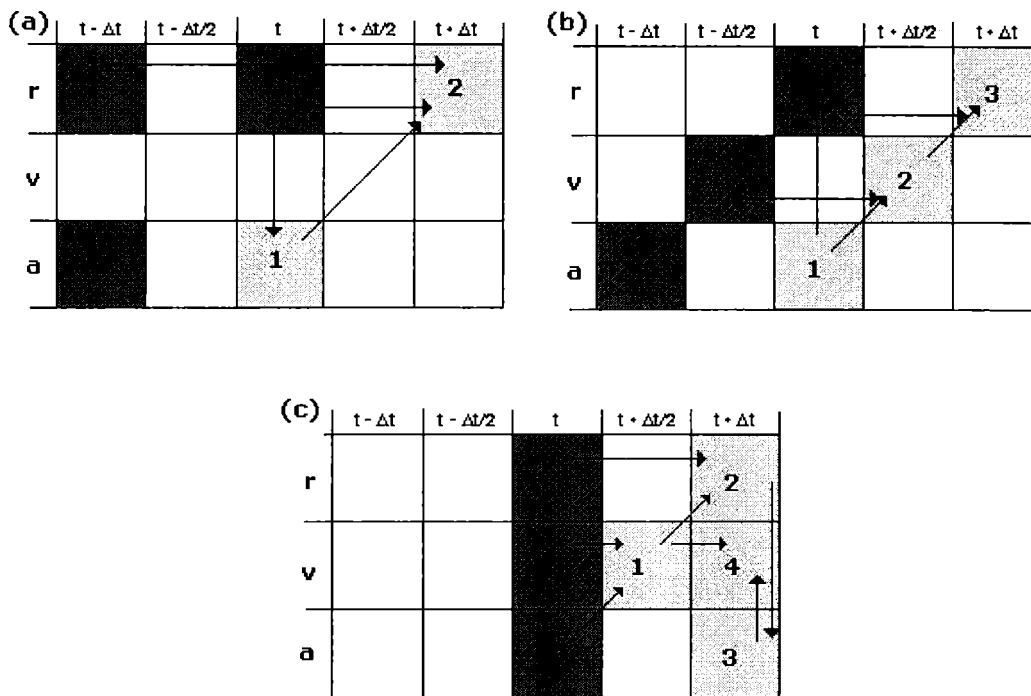 (a) t - Δt t - Δt/2 t t + Δt/2 t + Δt
r 2
v
a 1
(b) t - Δt t - Δt/2 t t + Δt/2 t + Δt
r 3
v 2
a 1
(c) t - Δt t - Δt/2 t t + Δt/2 t + Δt
r 2
v 1 4
a 3